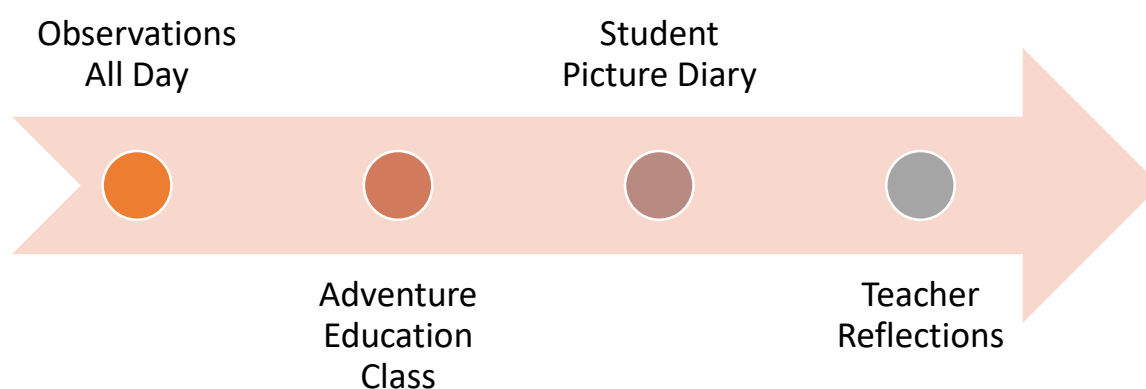 Observations
All Day
Adventure
Education
Class
Student
Picture Diary
Teacher
Reflections